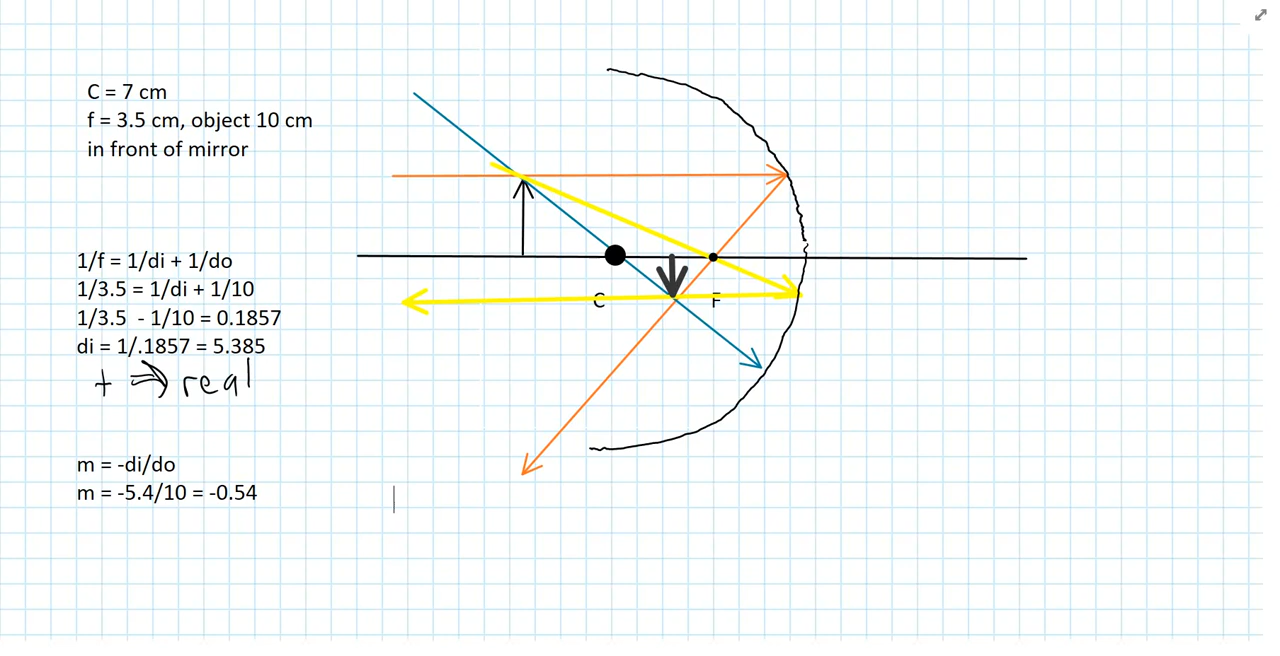 C = 7 cm
f = 3.5 cm, object 10 cm
in front of mirror
1/f = 1/di + 1/do
1/3.5 = 1/di + 1/10
1/3.5 - 1/10 = 0.1857
di = 1/.1857 = 5.385
+ ⇒ real
m = -di/do
m = -5.4/10 = -0.54
C
F